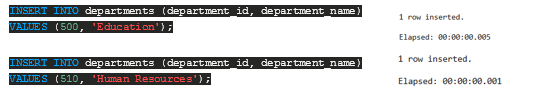 INSERT INTO departments (department_id, department_name)
VALUES (500, 'Education');
1 row inserted.
Elapsed: 00:00:00.005
INSERT INTO departments (department_id, department_name)
VALUES (510, 'Human Resources');
1 row inserted.
Elapsed: 00:00:00.001